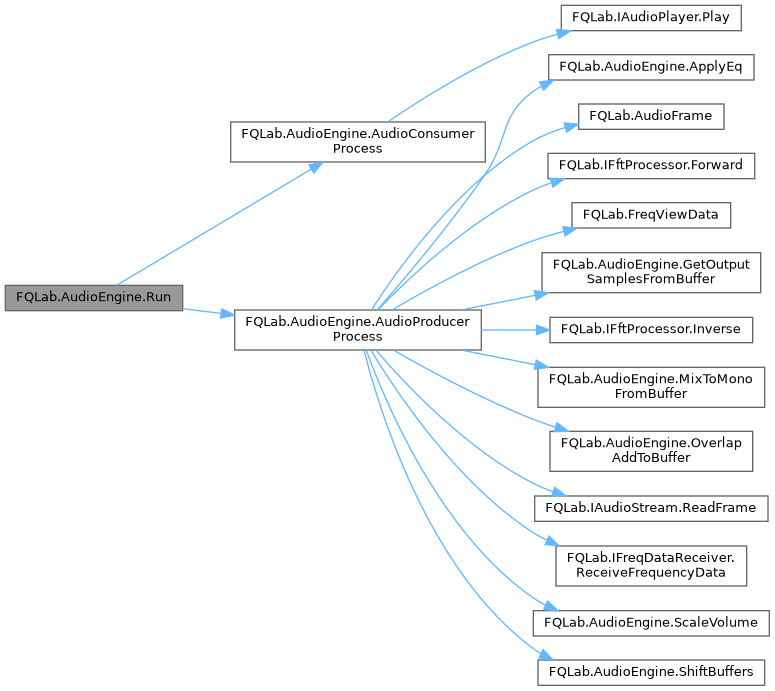 FQLab.AudioEngine.Run
FQLab.AudioEngine.AudioConsumer
Process
FQLab.AudioEngine.AudioProducer
Process
FQLab.IAudioPlayer.Play
FQLab.AudioEngine.ApplyEq
FQLab.AudioFrame
FQLab.IFftProcessor.Forward
FQLab.FreqViewData
FQLab.AudioEngine.GetOutput
SamplesFromBuffer
FQLab.IFftProcessor.Inverse
FQLab.AudioEngine.MixToMono
FromBuffer
FQLab.AudioEngine.Overlap
AddToBuffer
FQLab.IAudioStream.ReadFrame
FQLab.IFreqDataReceiver.
ReceiveFrequencyData
FQLab.AudioEngine.ScaleVolume
FQLab.AudioEngine.ShiftBuffers